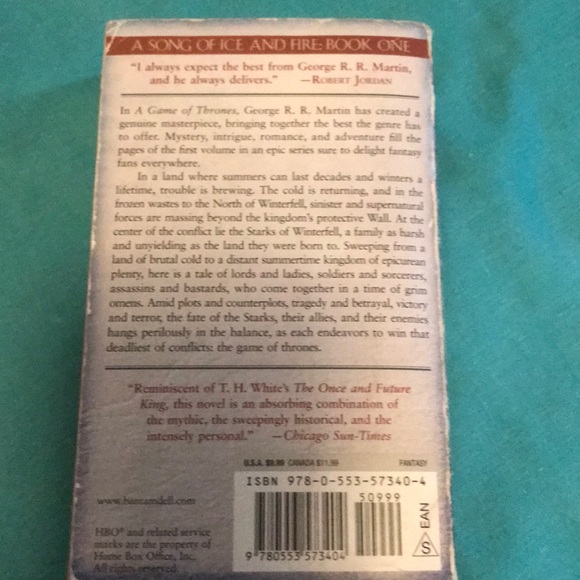 A SONG OF ICE AND FIRE: BOOK ONE
"I always expect the best from George R. R. Martin,
and he always delivers." —ROBERT JORDAN
In A Game of Thrones, George R. R. Martin has created a
genuine masterpiece, bringing together the best the genre has
to offer. Mystery, intrigue, romance, and adventure fill the
pages of the first volume in an epic series sure to delight fantasy
fans everywhere.
In a land where summers can last decades and winters a
lifetime, trouble is brewing. The cold is returning, and in the
frozen wastes to the North of Winterfell, sinister and supernatural
forces are massing beyond the kingdom's protective Wall. At the
center of the conflict lie the Starks of Winterfell, a family as harsh
and unyielding as the land they were born to. Sweeping from a
land of brutal cold to a distant summertime kingdom of epicurean
plenty, here is a tale of lords and ladies, soldiers and sorcerers,
assassins and bastards, who come together in a time of grim
omens. Amid plots and counterplots, tragedy and betrayal, victory
and terror, the fate of the Starks, their allies, and their enemies
hangs perilously in the balance, as each endeavors to win that
deadliest of conflicts: the game of thrones.
"Reminiscent of T. H. White's The Once and Future
King, this novel is an absorbing combination of
the mythic, the sweepingly historical, and the
intensely personal." —Chicago Sun-Times
U.S.A. $9.99 CANADA $11.99 FANTASY
ISBN 978-0-553-57340-4
50999
www.bantamdell.com
HBO® and related service
marks are the property of
Home Box Office, Inc.
All rights reserved.
9 780553 573404
S
EAN